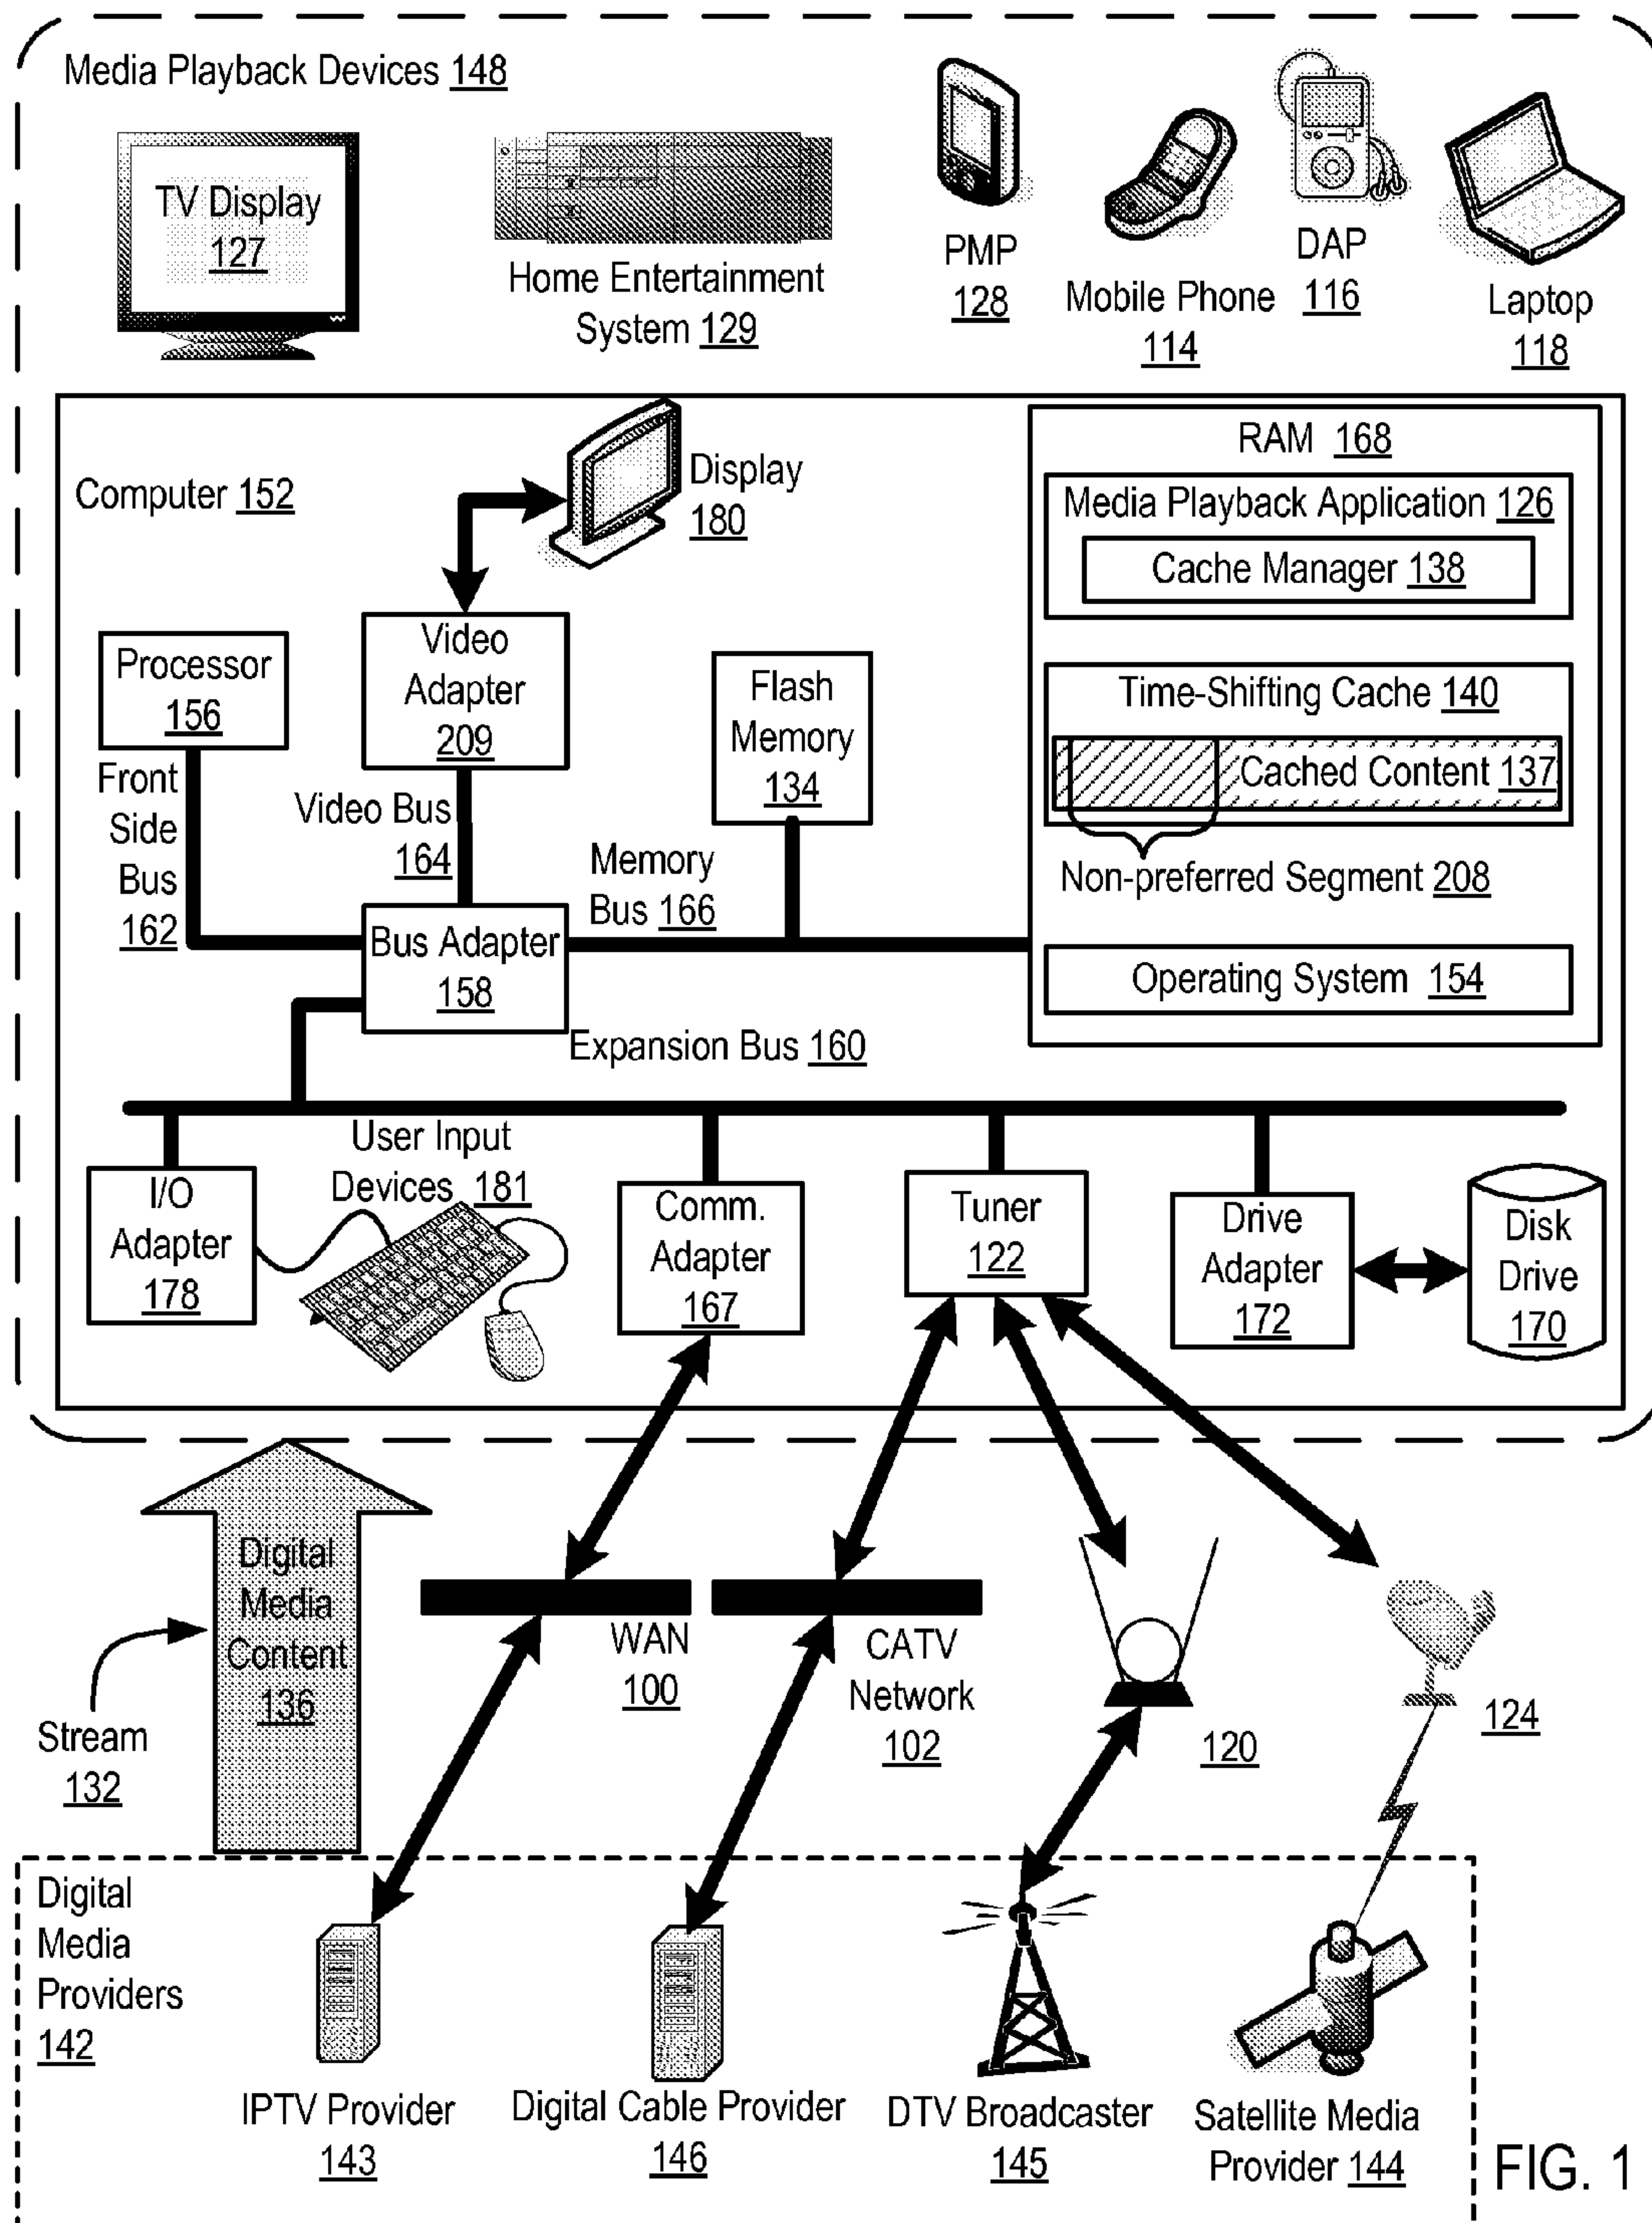 Media Playback Devices 148
TV Display
127
Home Entertainment
System 129
PMP
128
Mobile Phone
114
DAP
116
Laptop
118
Computer 152
Display
180
RAM 168
Media Playback Application 126
Cache Manager 138
Processor
156
Video
Adapter
209
Flash
Memory
134
Time-Shifting Cache 140
Cached Content 137
Non-preferred Segment 208
Front
Side
Bus
162
Video Bus
164
Memory
Bus 166
Bus Adapter
158
Operating System 154
Expansion Bus 160
User Input
Devices 181
I/O
Adapter
178
Comm.
Adapter
167
Tuner
122
Drive
Adapter
172
Disk
Drive
170
Digital
Media
Content
136
Stream
132
WAN
100
CATV
Network
102
120
124
Digital
Media
Providers
142
IPTV Provider
143
Digital Cable Provider
146
DTV Broadcaster
145
Satellite Media
Provider 144
FIG. 1